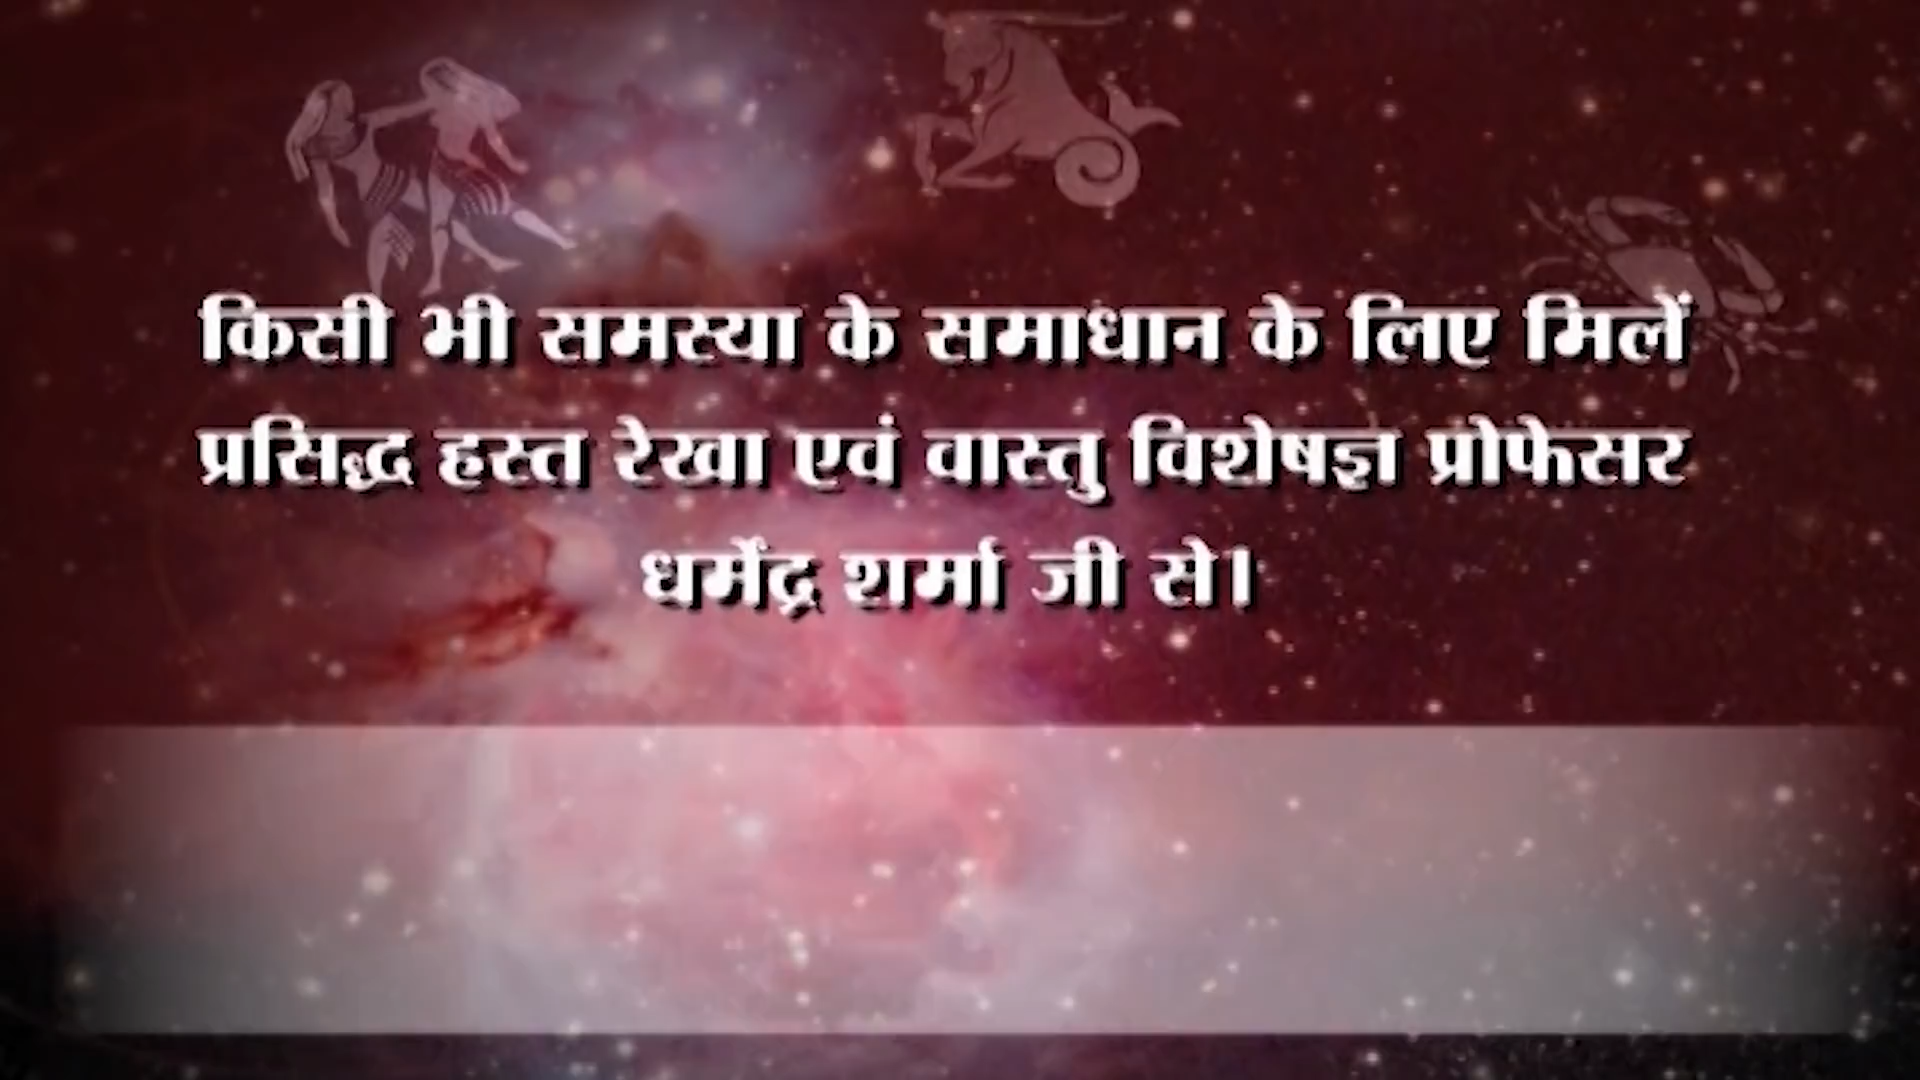 किसी भी समस्या के समाधान के लिए मिलें
प्रसिद्ध हस्त रेखा एवं वास्तु विशेषज्ञ प्रोफेसर
धर्मेंद्र शर्मा जी से।